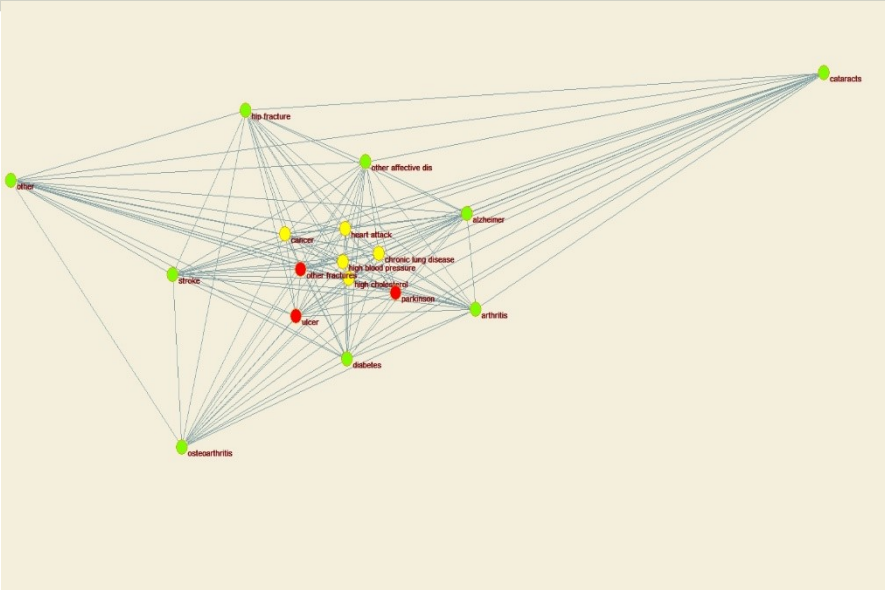 cataracts
hip fracture
other affective dis
other
alzheimer
heart attack
cancer
chronic lung disease
high blood pressure
other fractures
stroke
high cholesterol
parkinson
arthritis
ulcer
diabetes
osteoarthritis